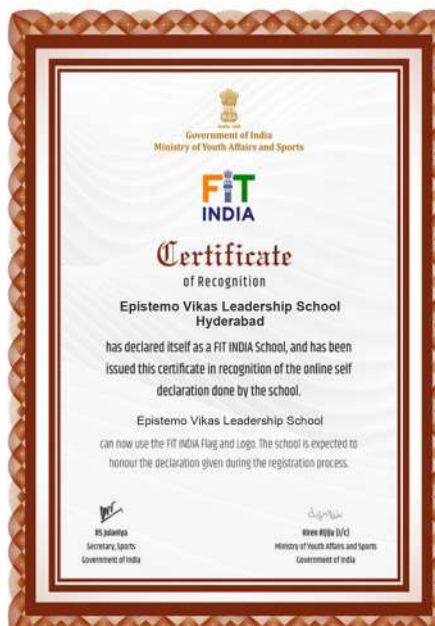 Government of India
Ministry of Youth Affairs and Sports
FIT
INDIA
Certificate
of Recognition
Epistemo Vikas Leadership School
Hyderabad
has declared itself as a FIT INDIA School, and has been
issued this certificate in recognition of the online self
declaration done by the school.
Epistemo Vikas Leadership School
can now use the FIT INDIA Flag and Logo. The school is expected to
honour the declaration given during the registration process.
RS Julaniya
Secretary, Sports
Government of India
Kiren Rijiju (I/C)
Ministry of Youth Affairs and Sports
Government of India